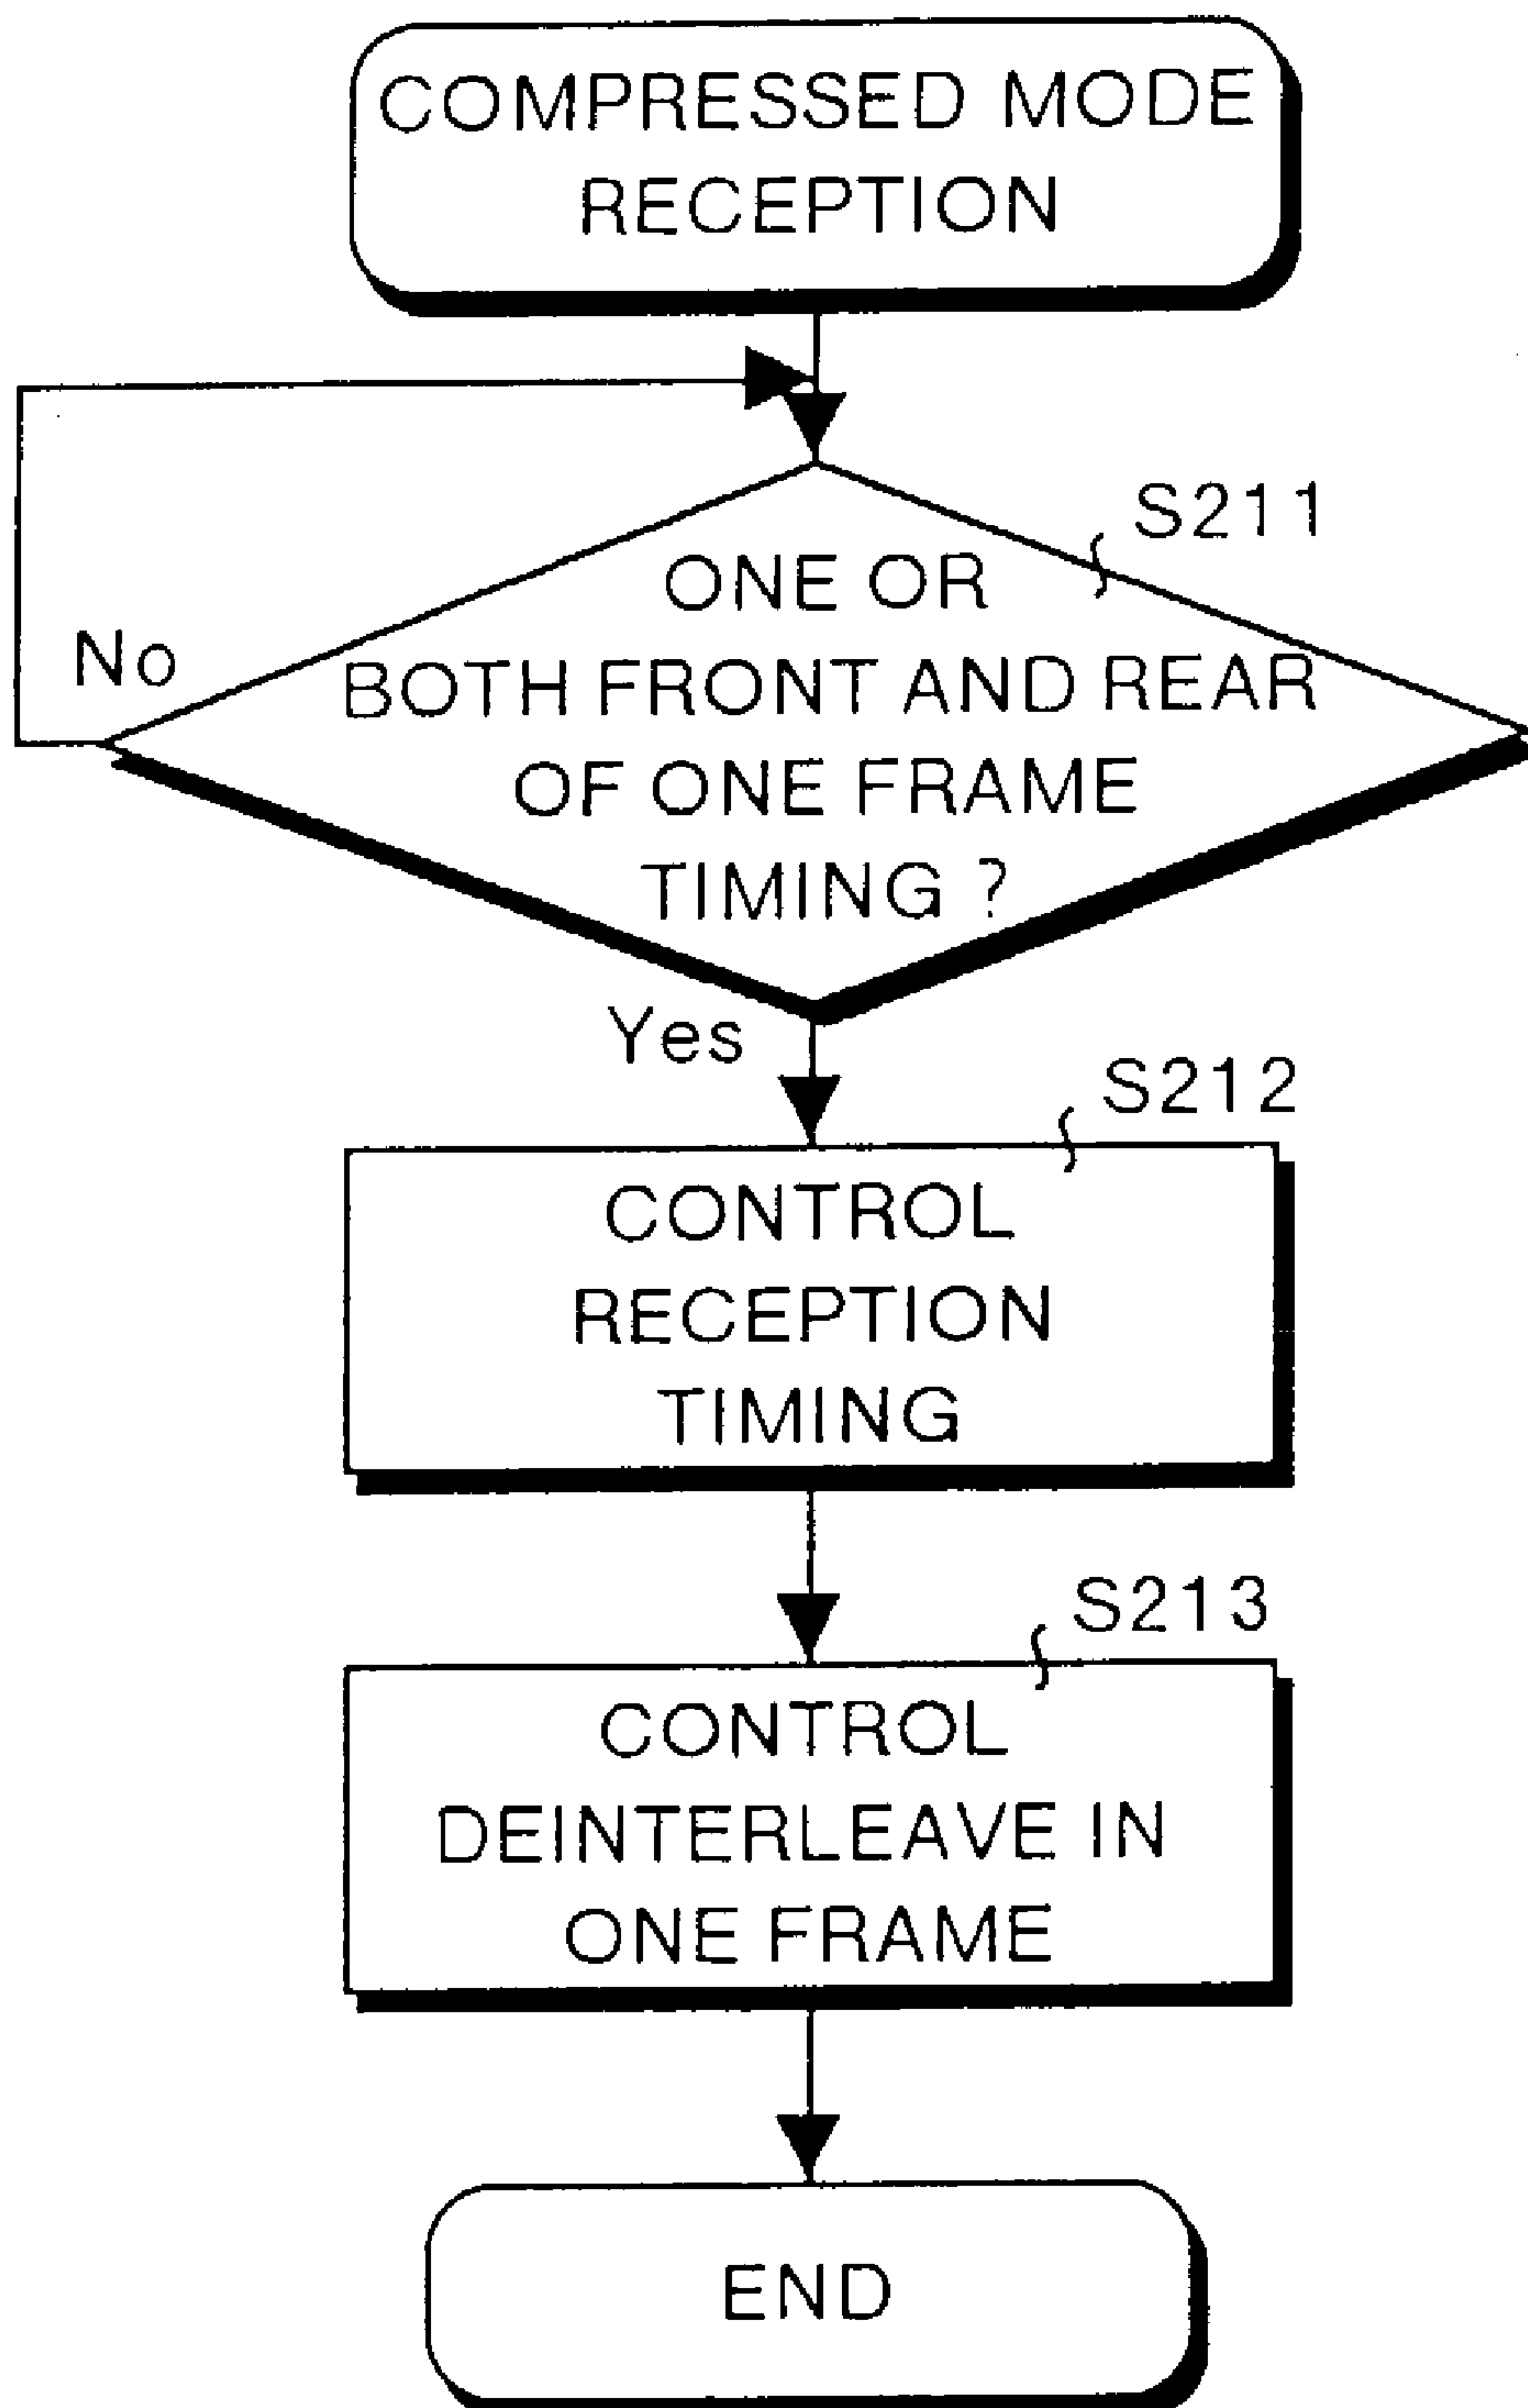 COMPRESSED MODE
RECEPTION
S211
ONE OR
BOTH FRONT AND REAR
OF ONE FRAME
TIMING ?
No
Yes
S212
CONTROL
RECEPTION
TIMING
S213
CONTROL
DEINTERLEAVE IN
ONE FRAME
END